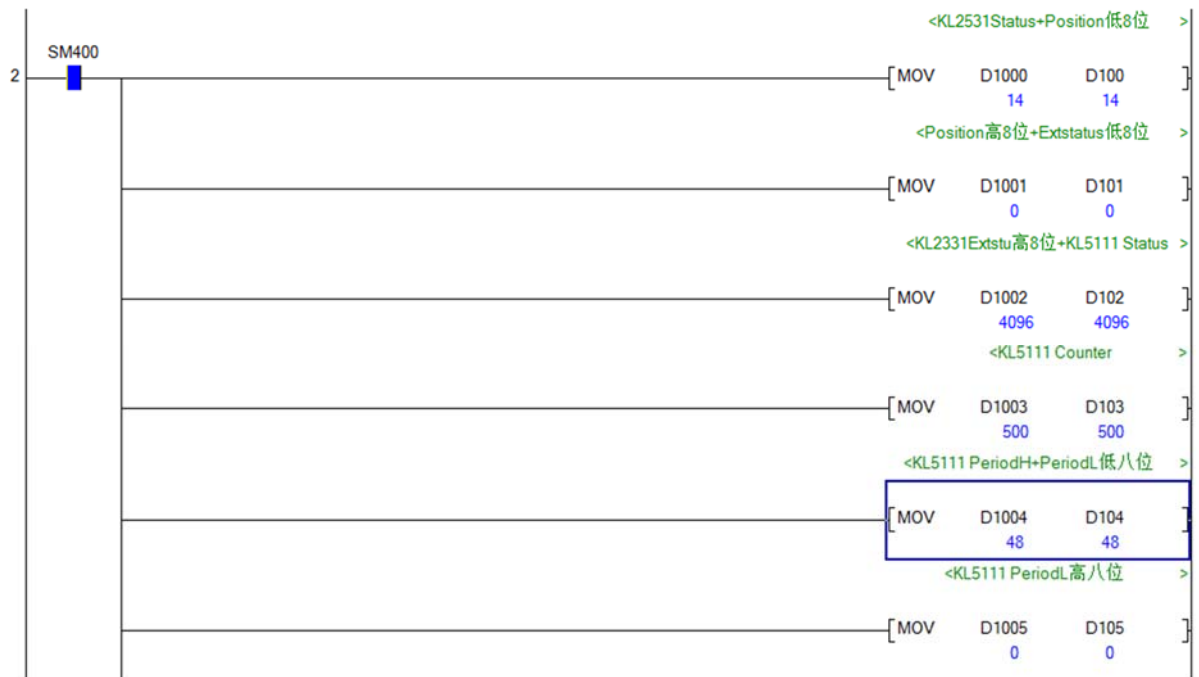 <KL2531Status+Position低8位 >
SM400
2
MOV D1000 D100
14 14
<Position高8位+Extstatus低8位 >
MOV D1001 D101
0 0
<KL2331Extstu高8位+KL5111 Status >
MOV D1002 D102
4096 4096
<KL5111 Counter >
MOV D1003 D103
500 500
<KL5111 PeriodH+PeriodL低八位 >
MOV D1004 D104
48 48
<KL5111 PeriodL高八位 >
MOV D1005 D105
0 0